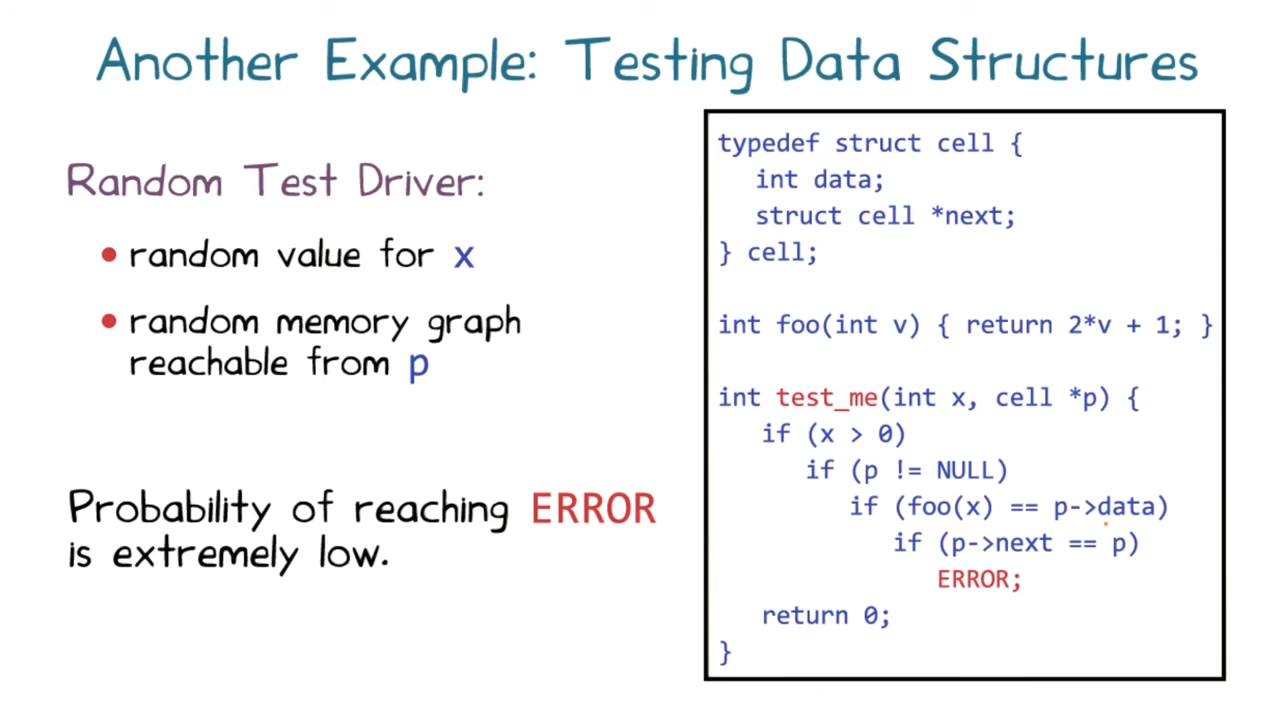 Another Example: Testing Data Structures
Random Test Driver:
• random value for x
• random memory graph
reachable from p
Probability of reaching ERROR
is extremely low.
typedef struct cell {
int data;
struct cell *next;
} cell;
int foo(int v) { return 2*v + 1; }
int test_me(int x, cell *p) {
if (x > 0)
if (p != NULL)
if (foo(x) == p->data)
if (p->next == p)
ERROR;
return 0;
}